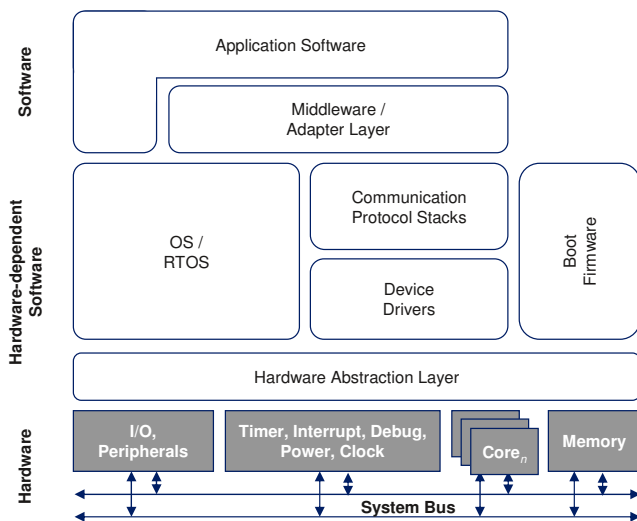 Software
Application Software
Middleware /
Adapter Layer
Hardware-dependent
Software
OS /
RTOS
Communication
Protocol Stacks
Device
Drivers
Boot
Firmware
Hardware Abstraction Layer
Hardware
I/O,
Peripherals
Timer, Interrupt, Debug,
Power, Clock
Coren
Memory
System Bus